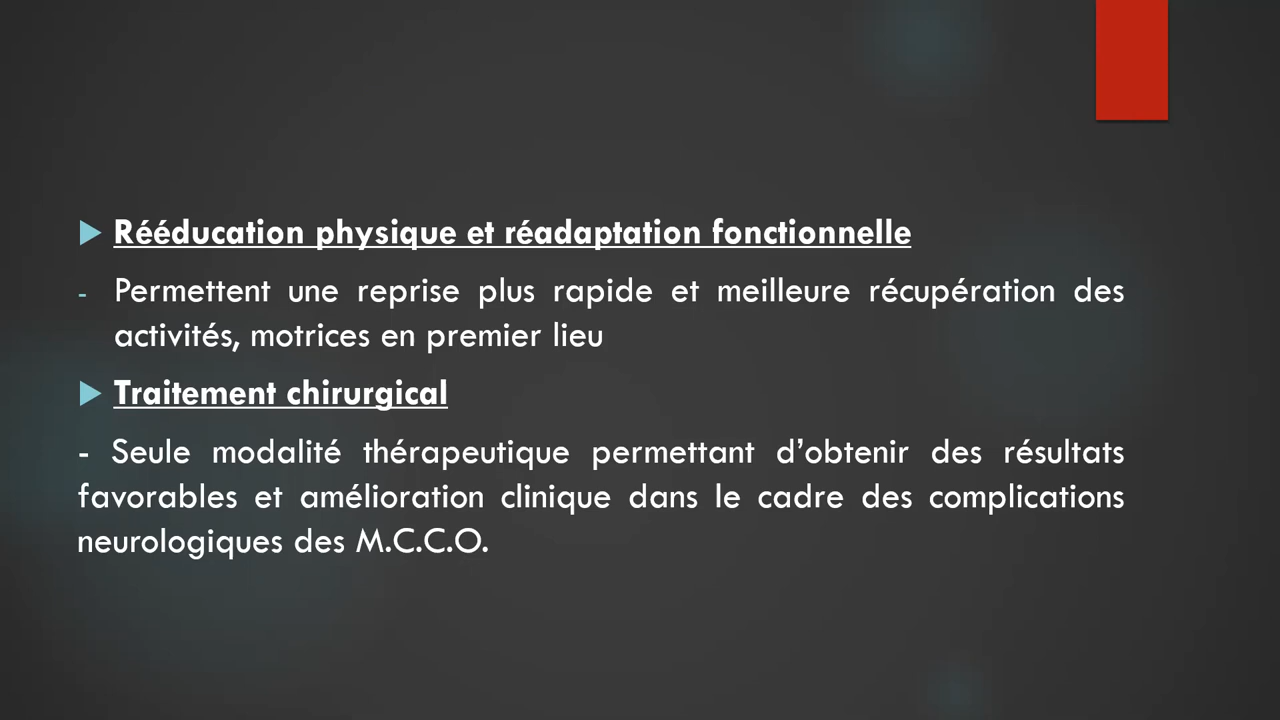 Rééducation physique et réadaptation fonctionnelle
- Permettent une reprise plus rapide et meilleure récupération des
activités, motrices en premier lieu
Traitement chirurgical
- Seule modalité thérapeutique permettant d’obtenir des résultats
favorables et amélioration clinique dans le cadre des complications
neurologiques des M.C.C.O.